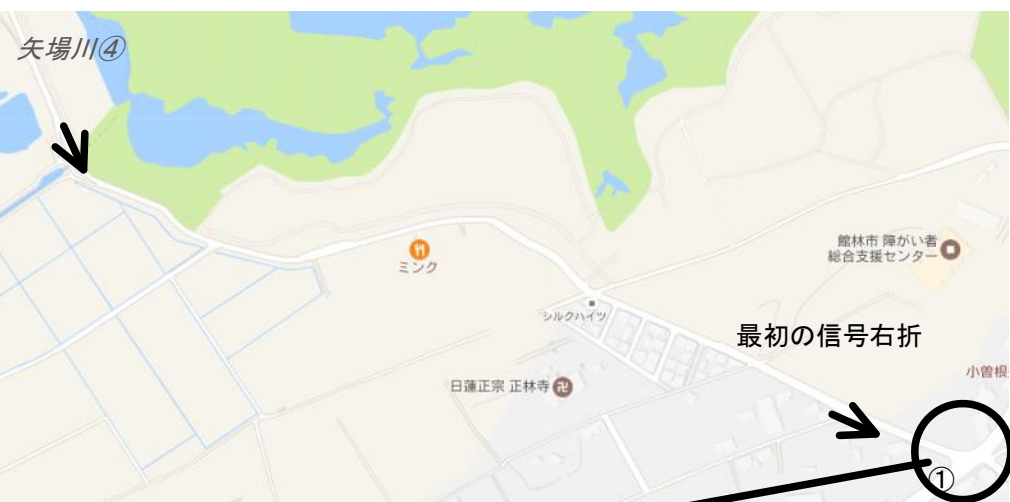 矢場川④
館林市 障がい者
総合支援センター
ミンク
シルクハイツ
最初の信号右折
小曽根
日蓮正宗 正林寺
①